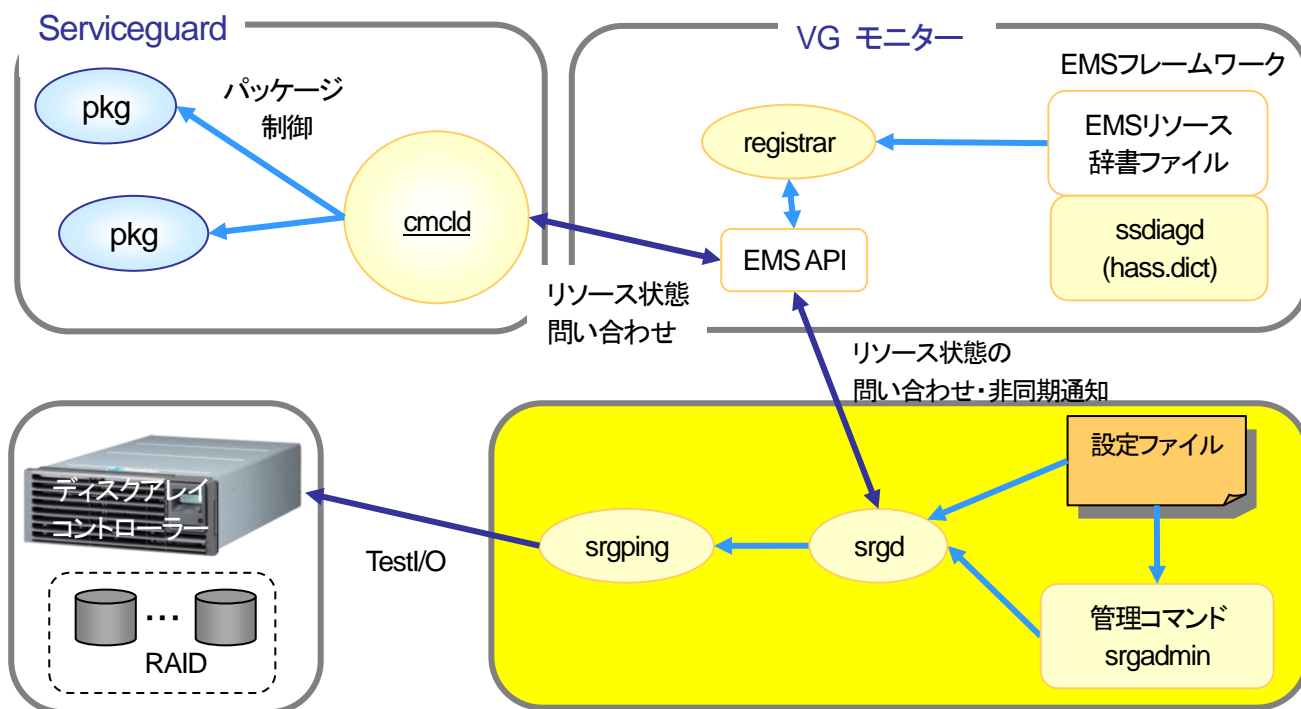 Serviceguard
pkg
パッケージ
制御
pkg
cmcld
VG モニター
EMSフレームワーク
registrar
EMSリソース
辞書ファイル
ssdiagd
(hass.dict)
EMS API
リソース状態
問い合わせ
リソース状態の
問い合わせ・非同期通知
ディスクアレイ
コントローラー
RAID
TestI/O
srgping
srgd
設定ファイル
管理コマンド
srgadmin
…